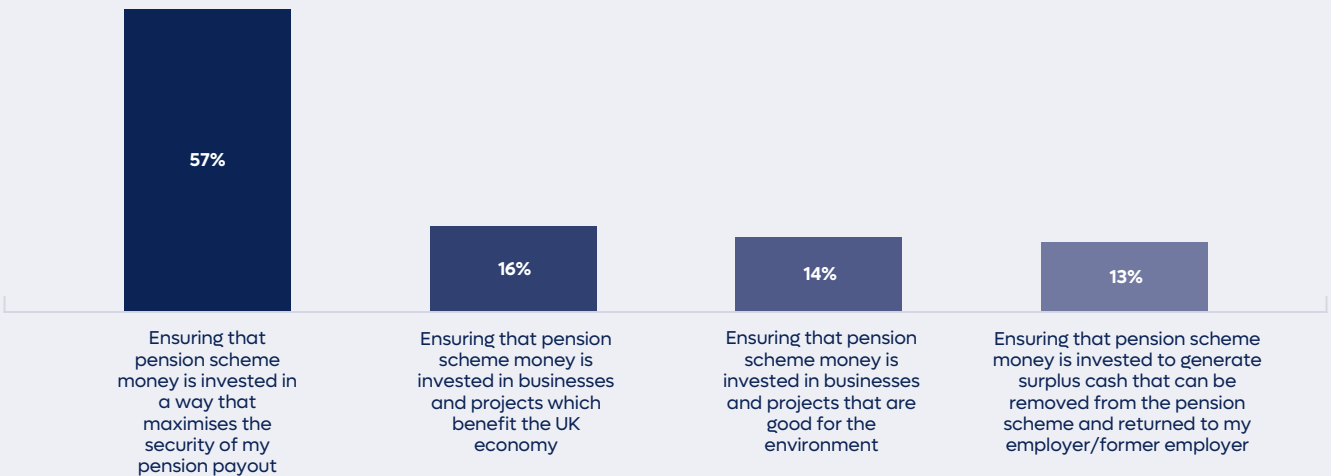 57%
16%
14%
13%
Ensuring that
pension scheme
money is invested in
a way that
maximises the
security of my
pension payout
Ensuring that pension
scheme money is
invested in businesses
and projects which
benefit the UK
economy
Ensuring that pension
scheme money is
invested in businesses
and projects that are
good for the
environment
Ensuring that pension scheme
money is invested to generate
surplus cash that can be
removed from the pension
scheme and returned to my
employer/former employer